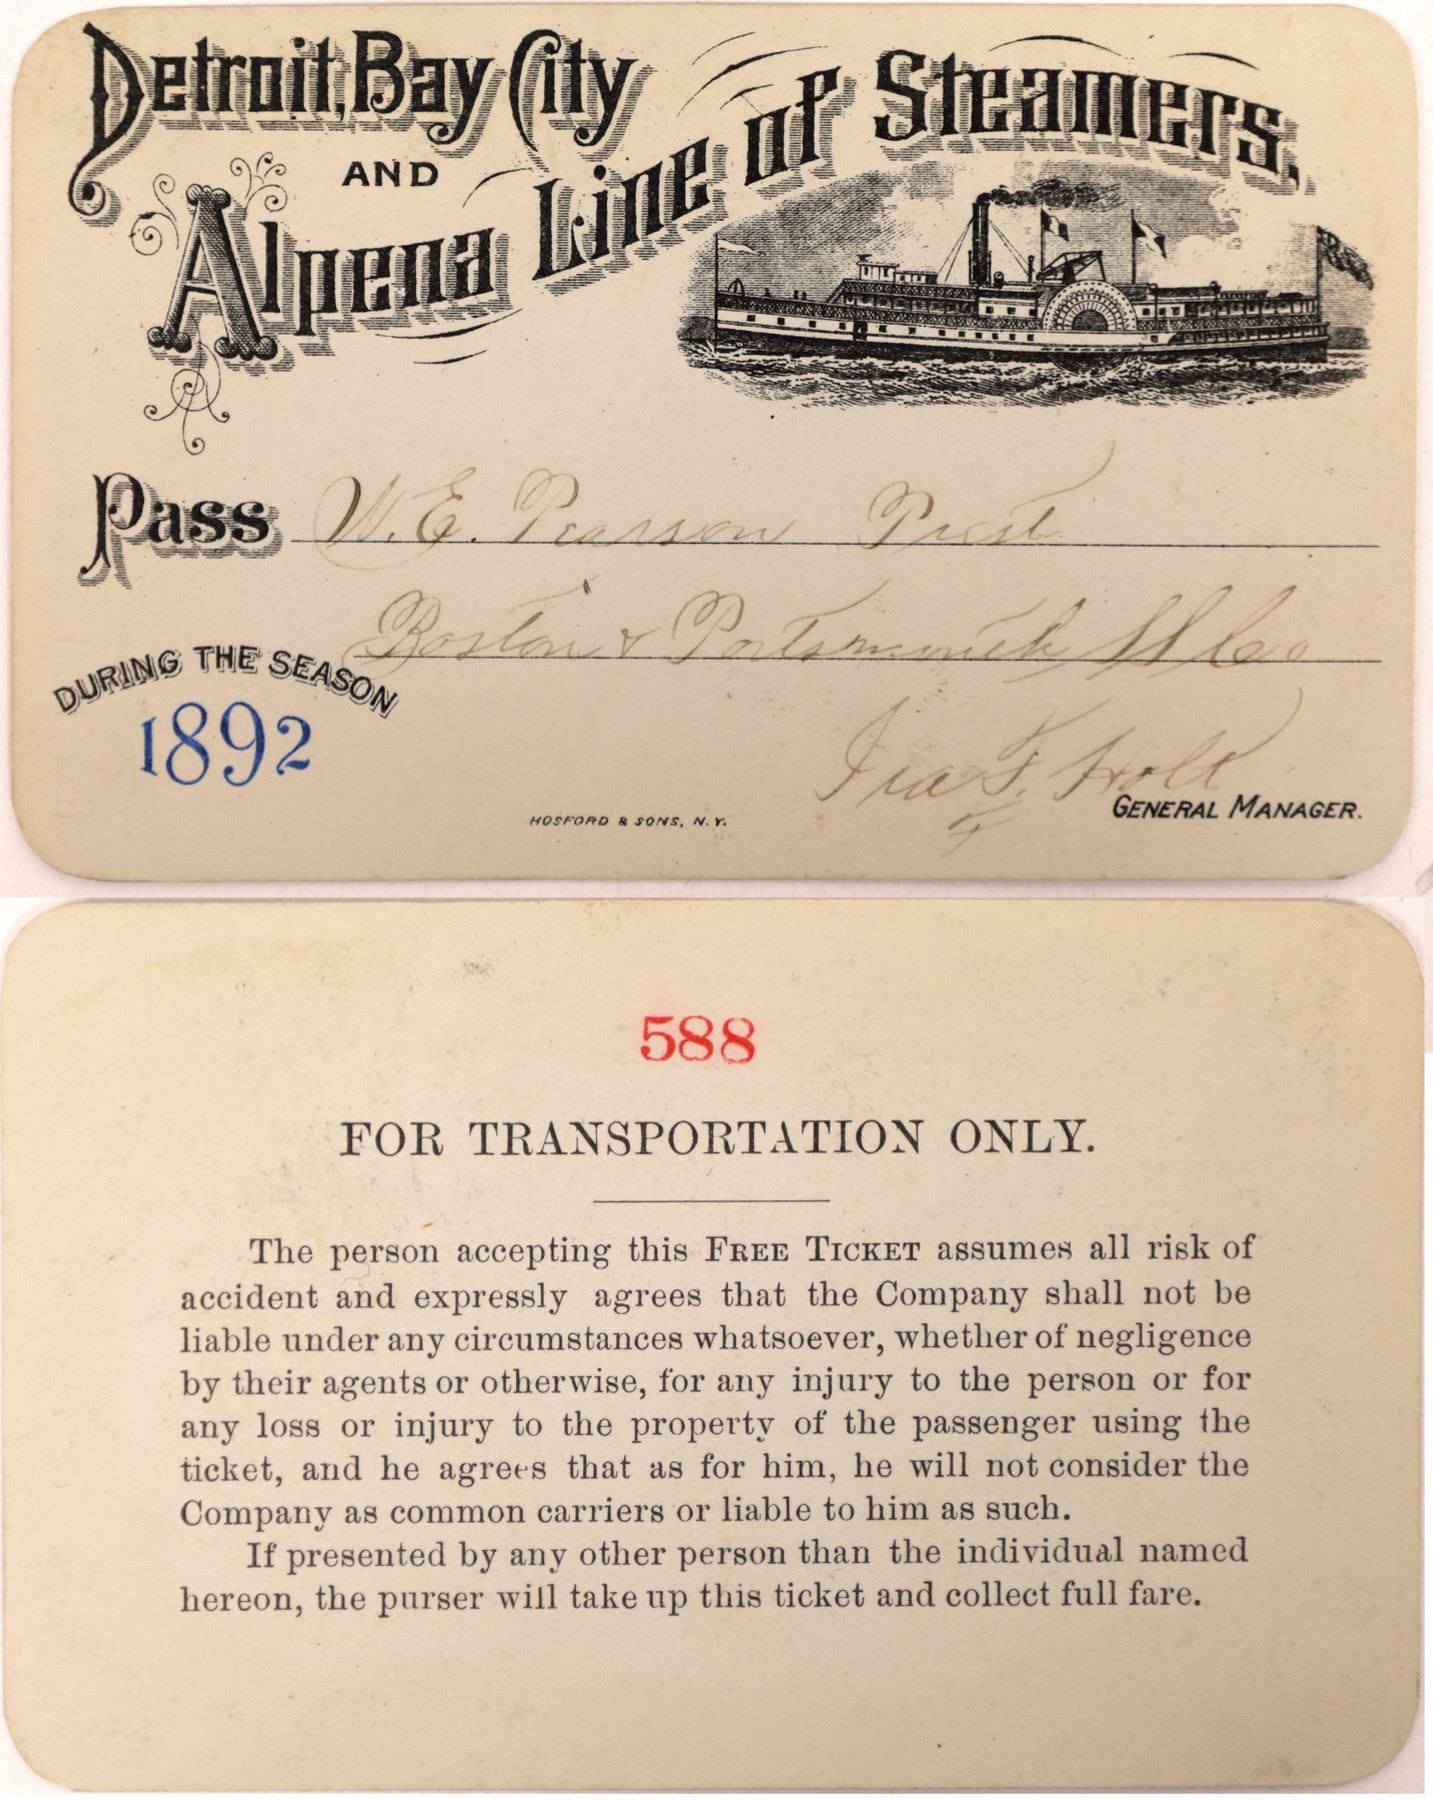 Detroit, Bay City
AND
Alpena Line of Steamers,
Pass W. E. Pearson Prest
Boston & Portsmouth SS Co
DURING THE SEASON
1892
Ira F. Holt
GENERAL MANAGER.
HOSFORD & SONS, N. Y.
588
FOR TRANSPORTATION ONLY.
The person accepting this FREE TICKET assumes all risk of
accident and expressly agrees that the Company shall not be
liable under any circumstances whatsoever, whether of negligence
by their agents or otherwise, for any injury to the person or for
any loss or injury to the property of the passenger using the
ticket, and he agrees that as for him, he will not consider the
Company as common carriers or liable to him as such.
If presented by any other person than the individual named
hereon, the purser will take up this ticket and collect full fare.